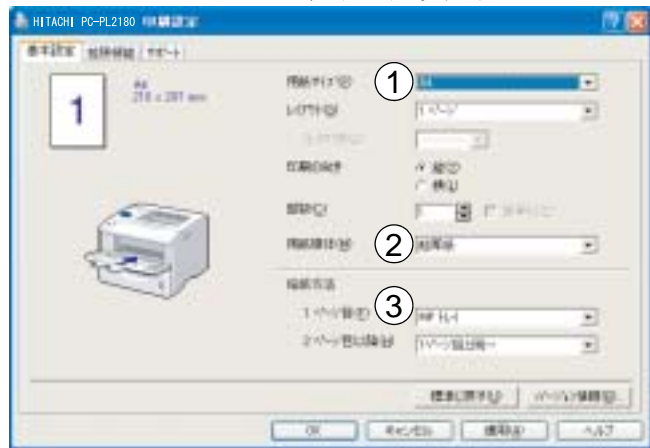 HITACHI PC-PL2180 印刷設定
基本設定 拡張機能 サポート
1
A4
210 x 297 mm
用紙サイズ(Z)
① A4
レイアウト(Q)
1 ページ
印刷の向き
縦(T)
横(L)
部数(C)
1
用紙種類(M)
②
給紙方法
1 ページ目(F)
③ MP トレイ
2 ページ目以降(H)
1ページ目と同一
標準に戻す(U)
バージョン情報(B)...
OK
キャンセル
適用(A)
ヘルプ